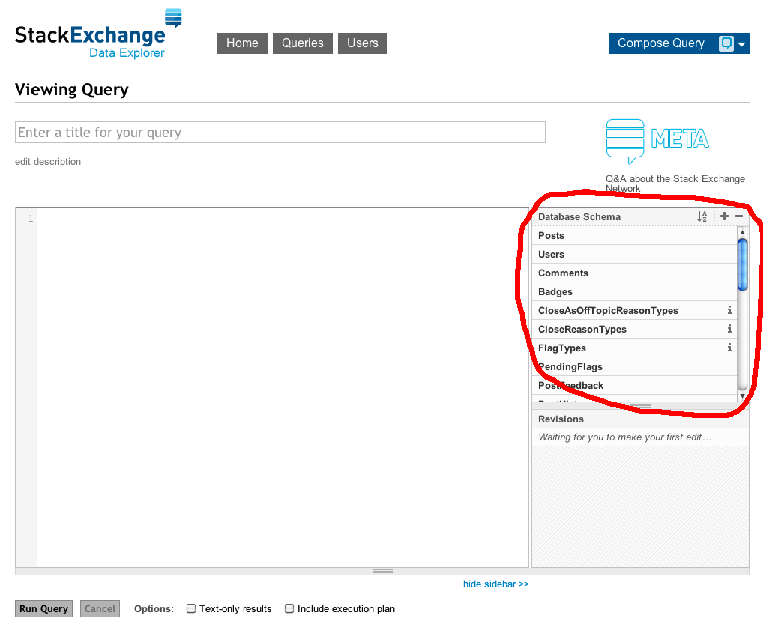 StackExchange
Data Explorer
Home Queries Users
Compose Query
Viewing Query
Enter a title for your query
edit description
META
Q&A about the Stack Exchange
Network
1
Database Schema
Posts
Users
Comments
Badges
CloseAsOffTopicReasonTypes i
CloseReasonTypes i
FlagTypes i
PendingFlags
PostFeedback
Revisions
Waiting for you to make your first edit…
hide sidebar >>
Run Query Cancel Options: Text-only results Include execution plan